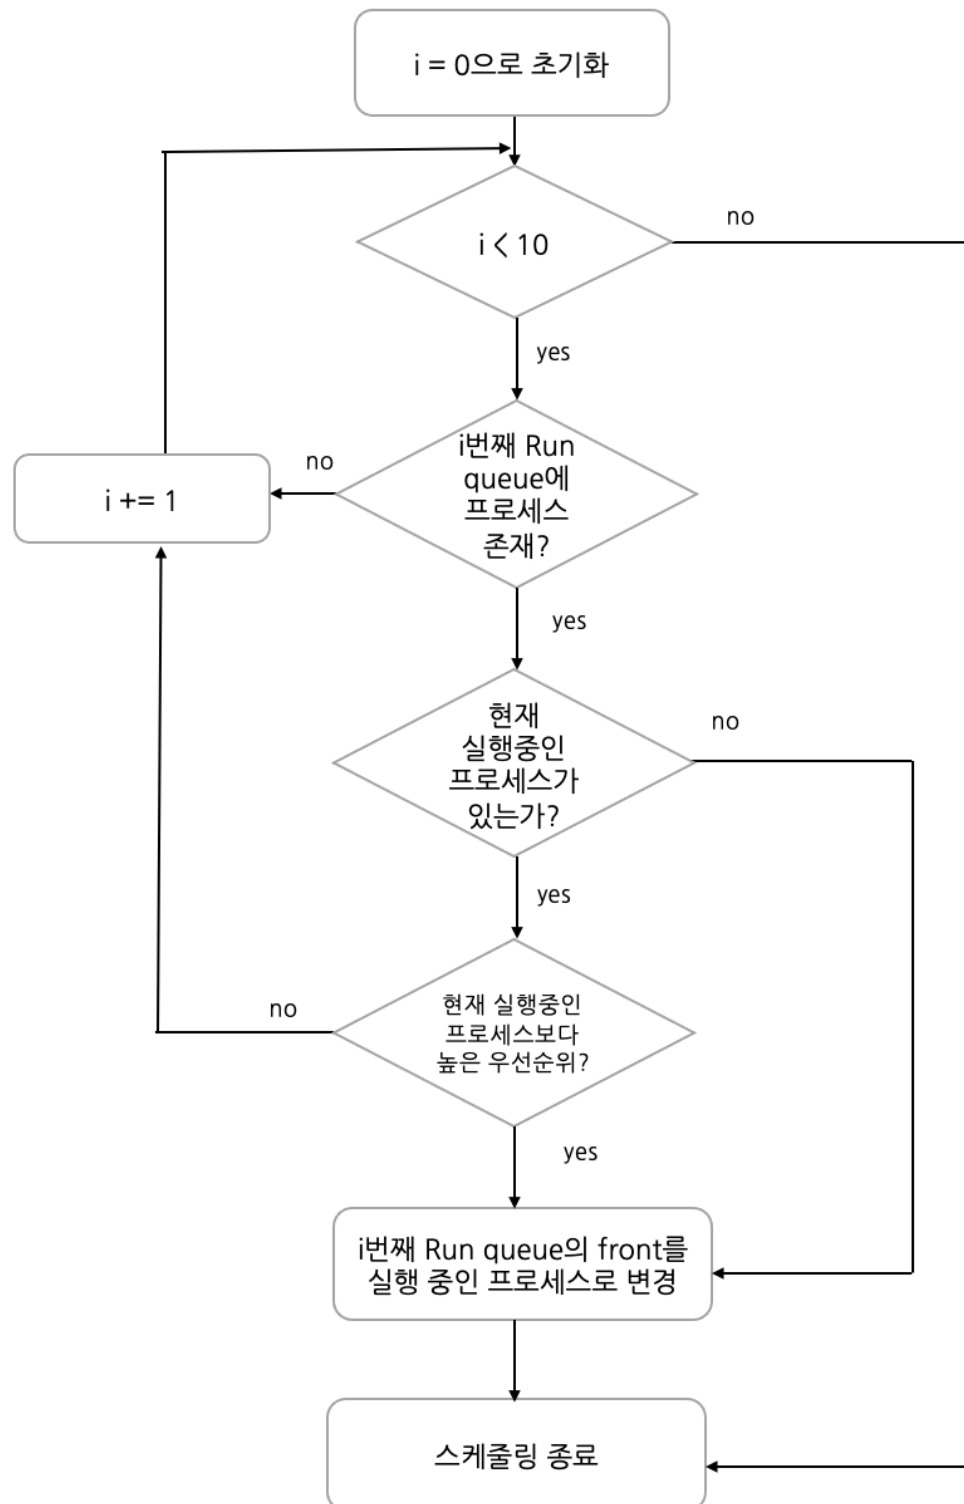 i = 0으로 초기화
no
i < 10
yes
i번째 Run
queue에
프로세스
존재?
no
i += 1
yes
현재
실행중인
프로세스가
있는가?
no
yes
현재 실행중인
프로세스보다
높은 우선순위?
no
yes
i번째 Run queue의 front를
실행 중인 프로세스로 변경
스케줄링 종료